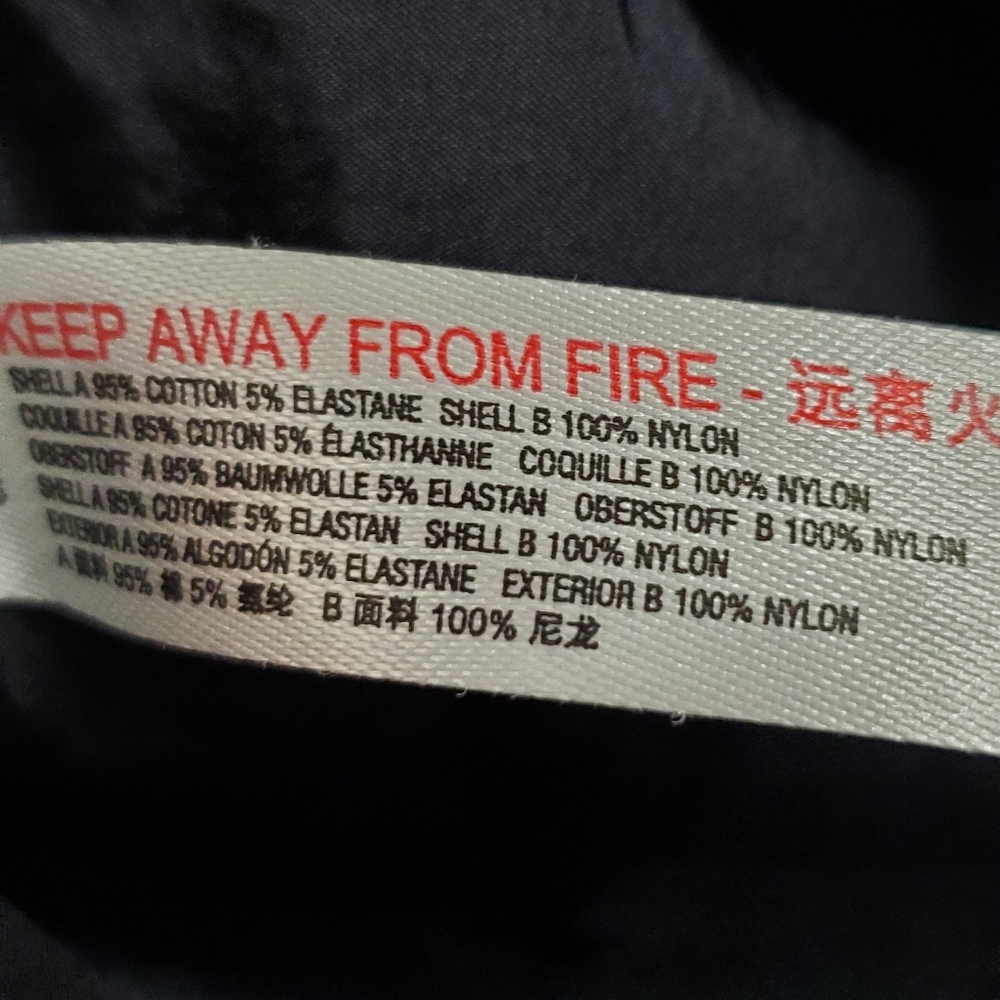 KEEP AWAY FROM FIRE - 远离火
SHELL A 95% COTTON 5% ELASTANE SHELL B 100% NYLON
COQUILLE A 95% COTON 5% ÉLASTHANNE COQUILLE B 100% NYLON
OBERSTOFF A 95% BAUMWOLLE 5% ELASTAN OBERSTOFF B 100% NYLON
SHELL A 95% COTONE 5% ELASTAN SHELL B 100% NYLON
EXTERIOR A 95% ALGODÓN 5% ELASTANE EXTERIOR B 100% NYLON
A 面料 95% 棉 5% 氨纶 B 面料 100% 尼龙